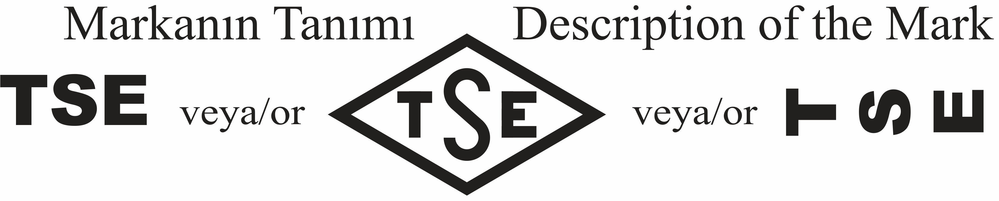 Markanın Tanımı Description of the Mark
TSE veya/or TSE veya/or TSE